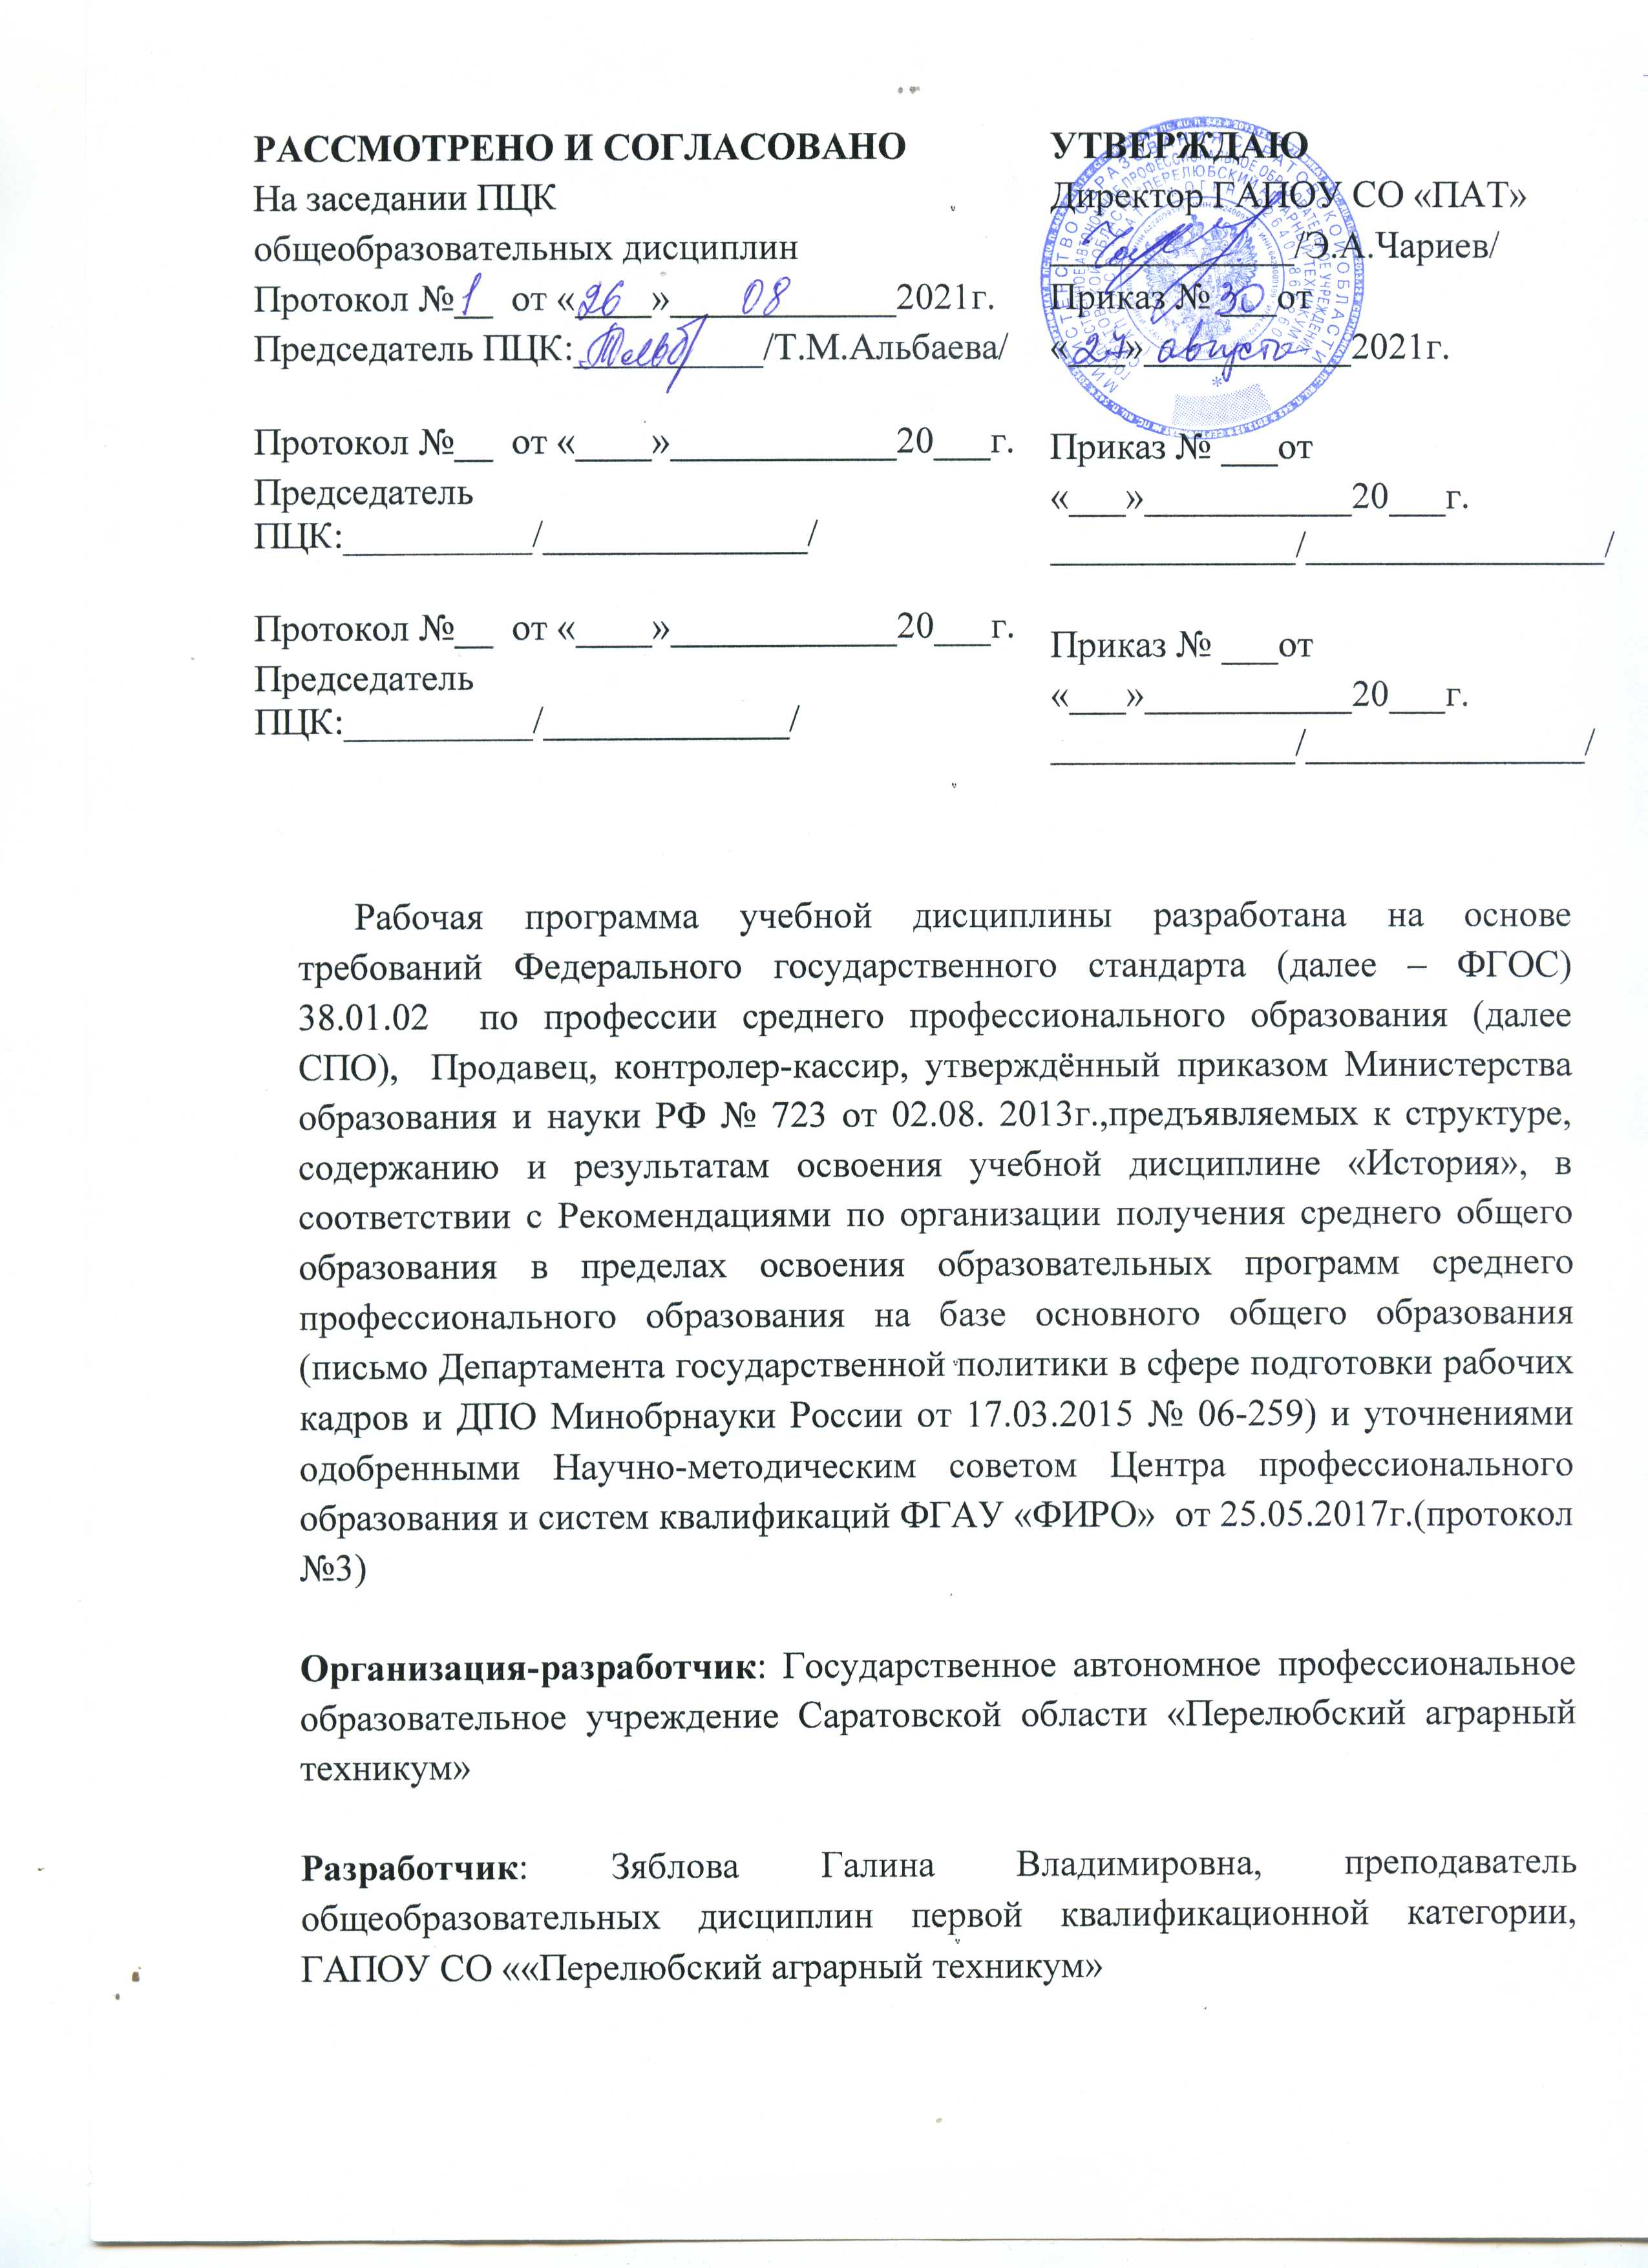 РАССМОТРЕНО И СОГЛАСОВАНО
На заседании ПЦК
общеобразовательных дисциплин
Протокол №1 от «26» 08 2021г.
Председатель ПЦК:__________/Т.М.Альбаева/
Протокол №__ от «____»____________20___г.
Председатель
ПЦК:__________/______________/
Протокол №__ от «____»____________20___г.
Председатель
ПЦК:__________/_____________/
УТВЕРЖДАЮ
Директор ГАПОУ СО «ПАТ»
_____________/Э.А.Чариев/
Приказ № 30 от
«27» августа 2021г.
Приказ № ___от
«___»___________20___г.
_____________/________________/
Приказ № ___от
«___»___________20___г.
_____________/_______________/
Рабочая программа учебной дисциплины разработана на основе
требований Федерального государственного стандарта (далее – ФГОС)
38.01.02 по профессии среднего профессионального образования (далее
СПО), Продавец, контролер-кассир, утверждённый приказом Министерства
образования и науки РФ № 723 от 02.08. 2013г.,предъявляемых к структуре,
содержанию и результатам освоения учебной дисциплине «История», в
соответствии с Рекомендациями по организации получения среднего общего
образования в пределах освоения образовательных программ среднего
профессионального образования на базе основного общего образования
(письмо Департамента государственной политики в сфере подготовки рабочих
кадров и ДПО Минобрнауки России от 17.03.2015 № 06-259) и уточнениями
одобренными Научно-методическим советом Центра профессионального
образования и систем квалификаций ФГАУ «ФИРО» от 25.05.2017г.(протокол
№3)
Организация-разработчик: Государственное автономное профессиональное
образовательное учреждение Саратовской области «Перелюбский аграрный
техникум»
Разработчик: Зяблова Галина Владимировна, преподаватель
общеобразовательных дисциплин первой квалификационной категории,
ГАПОУ СО ««Перелюбский аграрный техникум»